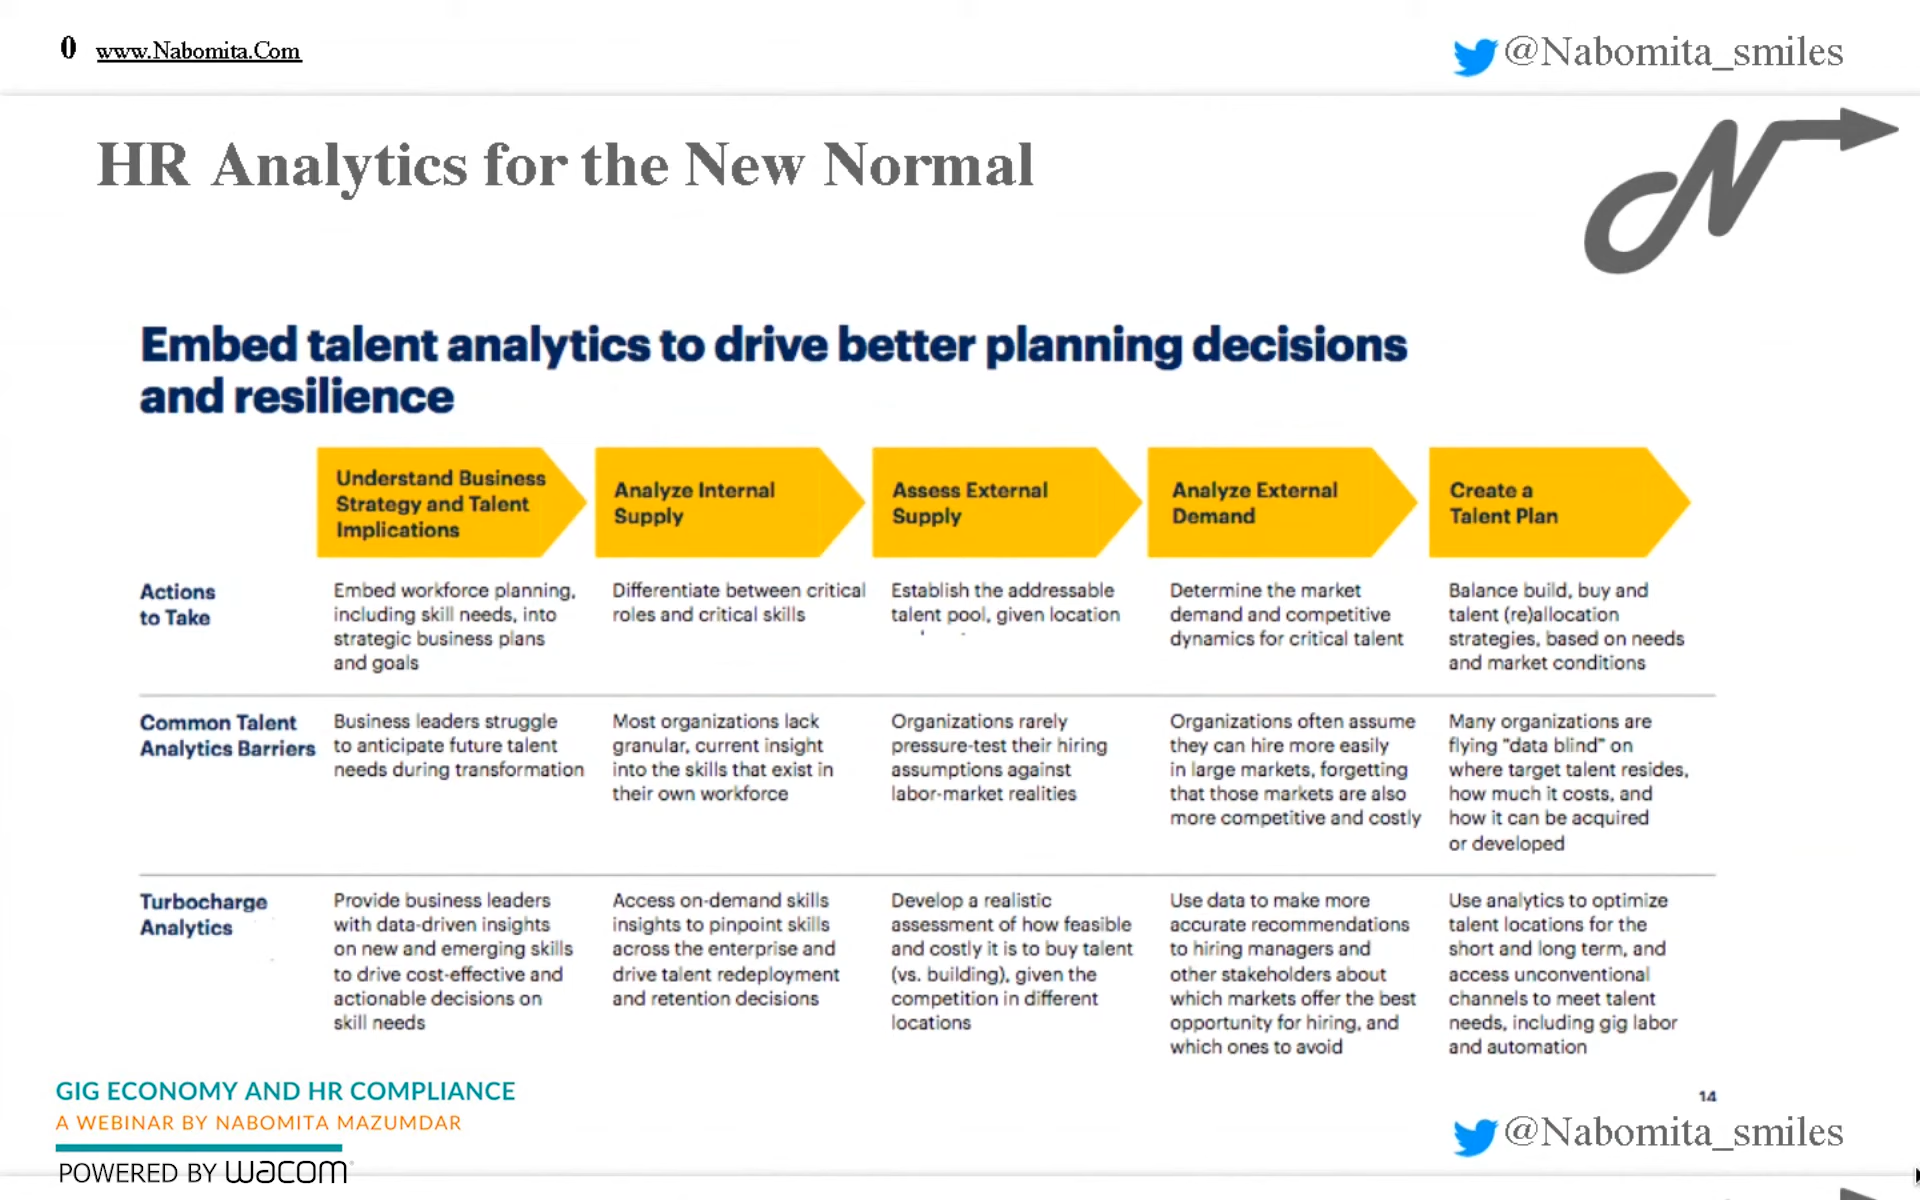 0 www.Nabomita.Com
@Nabomita_smiles
HR Analytics for the New Normal
Embed talent analytics to drive better planning decisions
and resilience
Understand Business
Strategy and Talent
Implications
Analyze Internal
Supply
Assess External
Supply
Analyze External
Demand
Create a
Talent Plan
Actions
to Take
Embed workforce planning,
including skill needs, into
strategic business plans
and goals
Differentiate between critical
roles and critical skills
Establish the addressable
talent pool, given location
Determine the market
demand and competitive
dynamics for critical talent
Balance build, buy and
talent (re)allocation
strategies, based on needs
and market conditions
Common Talent
Analytics Barriers
Business leaders struggle
to anticipate future talent
needs during transformation
Most organizations lack
granular, current insight
into the skills that exist in
their own workforce
Organizations rarely
pressure-test their hiring
assumptions against
labor-market realities
Organizations often assume
they can hire more easily
in large markets, forgetting
that those markets are also
more competitive and costly
Many organizations are
flying "data blind" on
where target talent resides,
how much it costs, and
how it can be acquired
or developed
Turbocharge
Analytics
Provide business leaders
with data-driven insights
on new and emerging skills
to drive cost-effective and
actionable decisions on
skill needs
Access on-demand skills
insights to pinpoint skills
across the enterprise and
drive talent redeployment
and retention decisions
Develop a realistic
assessment of how feasible
and costly it is to buy talent
(vs. building), given the
competition in different
locations
Use data to make more
accurate recommendations
to hiring managers and
other stakeholders about
which markets offer the best
opportunity for hiring, and
which ones to avoid
Use analytics to optimize
talent locations for the
short and long term, and
access unconventional
channels to meet talent
needs, including gig labor
and automation
GIG ECONOMY AND HR COMPLIANCE
A WEBINAR BY NABOMITA MAZUMDAR
POWERED BY wacom
14
@Nabomita_smiles